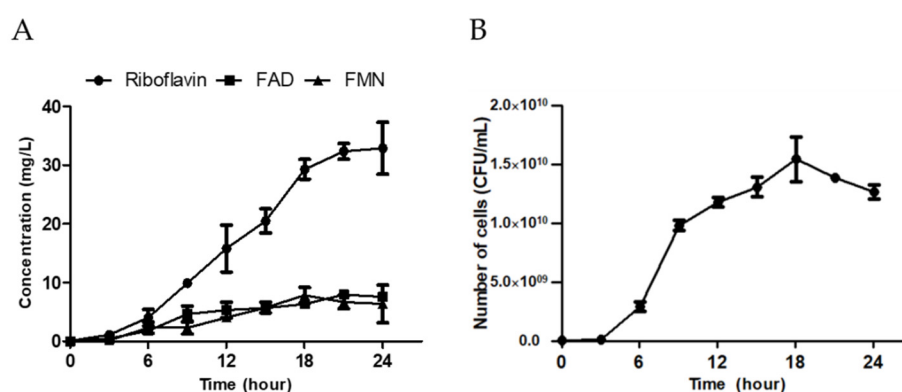 A
B
Riboflavin FAD FMN
Concentration (mg/L)
40
30
20
10
0
0 6 12 18 24
Time (hour)
Number of cells (CFU/mL)
2.0×10¹⁰
1.5×10¹⁰
1.0×10¹⁰
5.0×10⁰⁹
0.0
0 6 12 18 24
Time (hour)